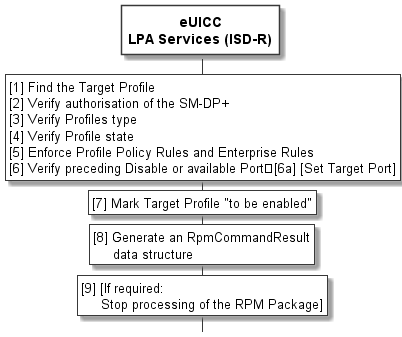 eUICC
LPA Services (ISD-R)
[1] Find the Target Profile
[2] Verify authorisation of the SM-DP+
[3] Verify Profiles type
[4] Verify Profile state
[5] Enforce Profile Policy Rules and Enterprise Rules
[6] Verify preceding Disable or available Port□[6a] [Set Target Port]
[7] Mark Target Profile "to be enabled"
[8] Generate an RpmCommandResult
data structure
[9] [If required:
Stop processing of the RPM Package]